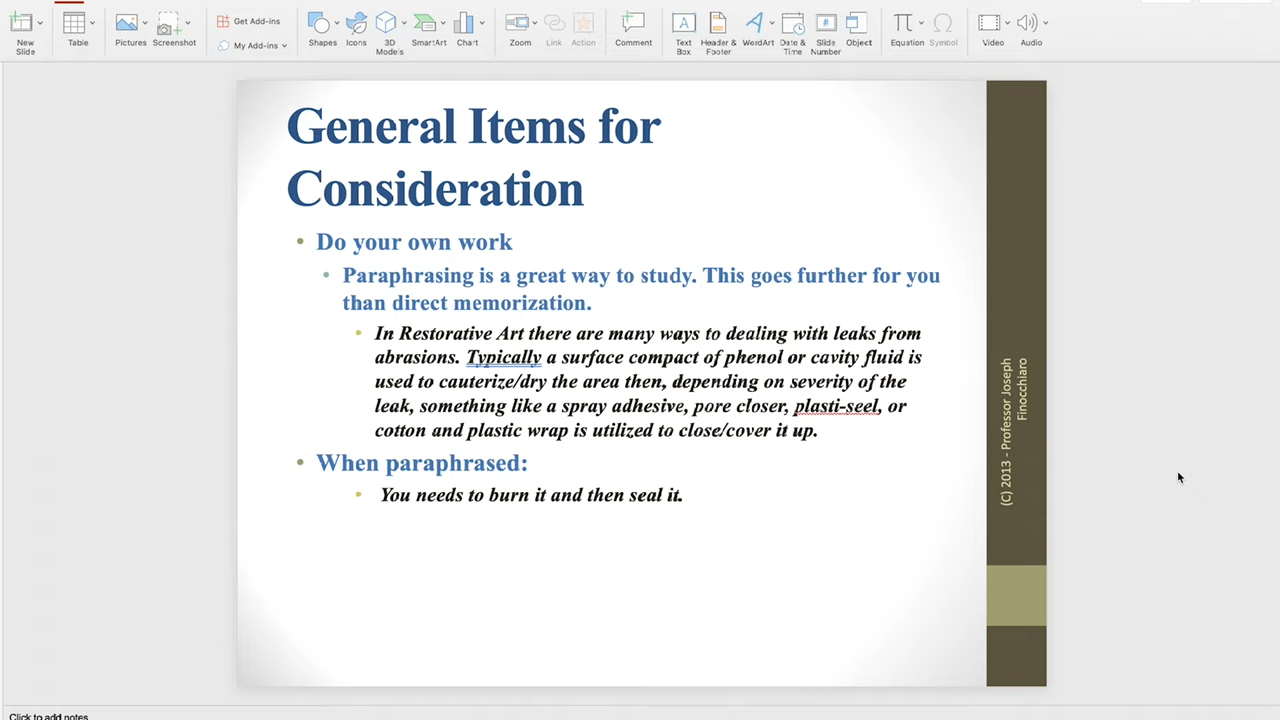 New Slide
Table
Pictures
Screenshot
Get Add-ins
My Add-ins
Shapes
Icons
3D Models
SmartArt
Chart
Zoom
Link
Action
Comment
Text Box
Header & Footer
WordArt
Date & Time
Slide Number
Object
Equation
Symbol
Video
Audio
General Items for
Consideration
Do your own work
Paraphrasing is a great way to study. This goes further for you
than direct memorization.
In Restorative Art there are many ways to dealing with leaks from
abrasions. Typically a surface compact of phenol or cavity fluid is
used to cauterize/dry the area then, depending on severity of the
leak, something like a spray adhesive, pore closer, plasti-seel, or
cotton and plastic wrap is utilized to close/cover it up.
When paraphrased:
You needs to burn it and then seal it.
(C) 2013 - Professor Joseph
Finocchiaro
Click to add notes